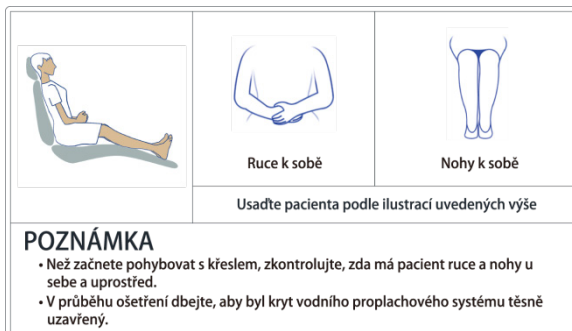 Ruce k sobě
Nohy k sobě
Usaďte pacienta podle ilustrací uvedených výše
POZNÁMKA
• Než začnete pohybovat s křeslem, zkontrolujte, zda má pacient ruce a nohy u
sebe a uprostřed.
• V průběhu ošetření dbejte, aby byl kryt vodního proplachového systému těsně
uzavřený.